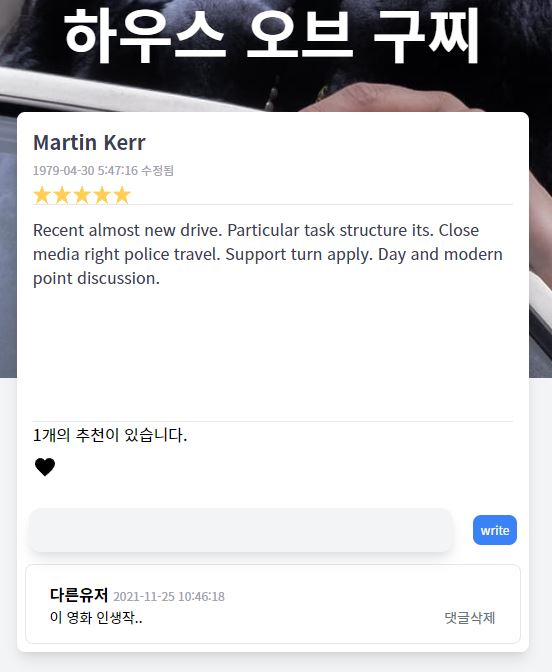 하우스 오브 구찌
Martin Kerr
1979-04-30 5:47:16 수정됨
Recent almost new drive. Particular task structure its. Close
media right police travel. Support turn apply. Day and modern
point discussion.
1개의 추천이 있습니다.
write
다른유저 2021-11-25 10:46:18
이 영화 인생작..
댓글삭제